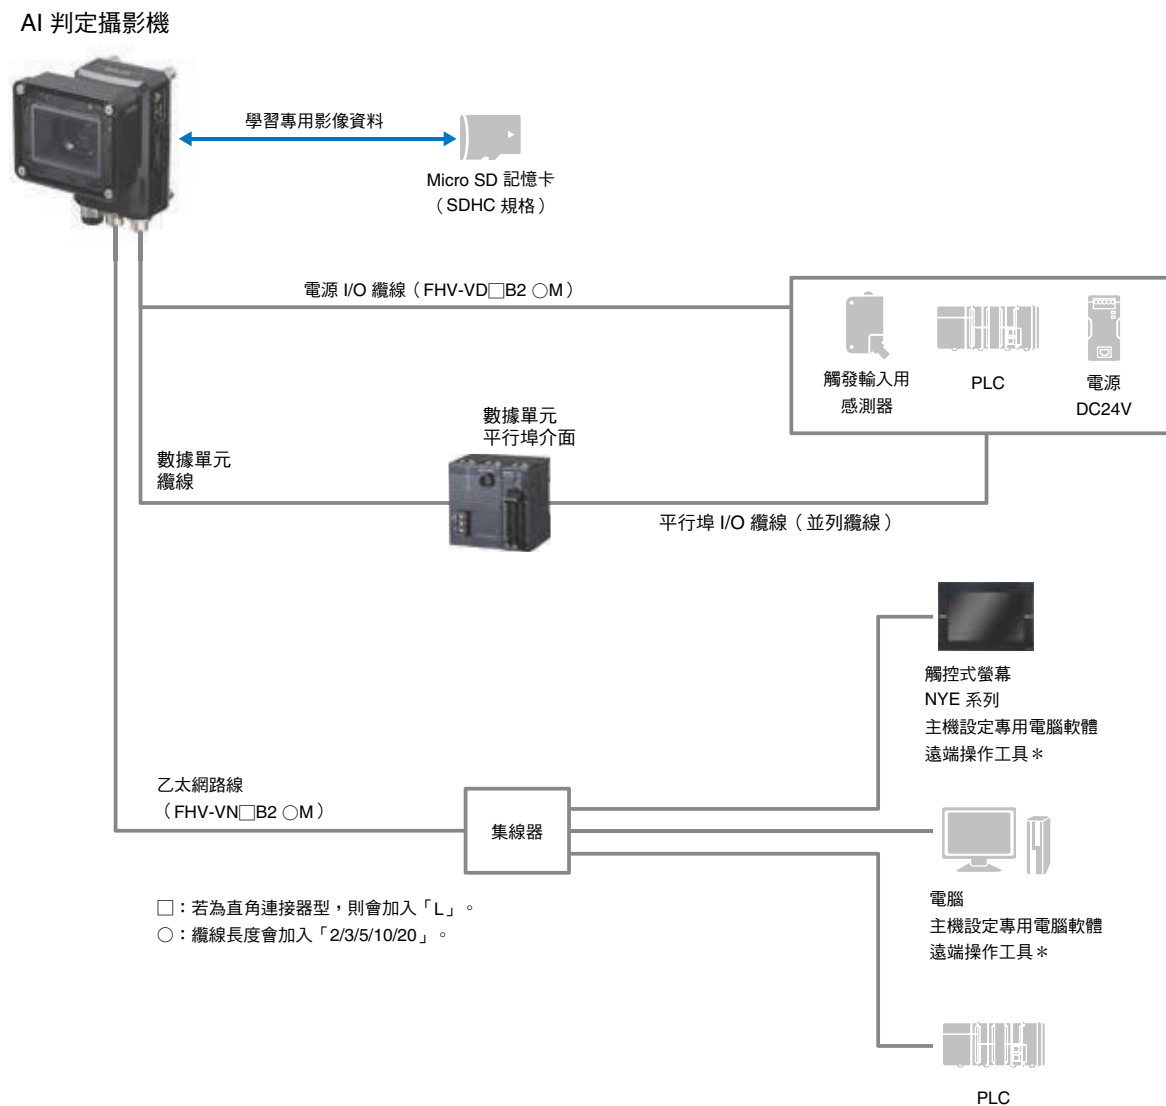 AI 判定攝影機
學習專用影像資料
Micro SD 記憶卡
（SDHC 規格）
電源 I/O 纜線（FHV-VD□B2 ○M）
觸發輸入用
感測器
PLC
電源
DC24V
數據單元
平行埠介面
數據單元
纜線
平行埠 I/O 纜線（並列纜線）
觸控式螢幕
NYE 系列
主機設定專用電腦軟體
遠端操作工具＊
乙太網路線
（FHV-VN□B2 ○M）
集線器
電腦
主機設定專用電腦軟體
遠端操作工具＊
□：若為直角連接器型，則會加入「L」。
○：纜線長度會加入「2/3/5/10/20」。
PLC